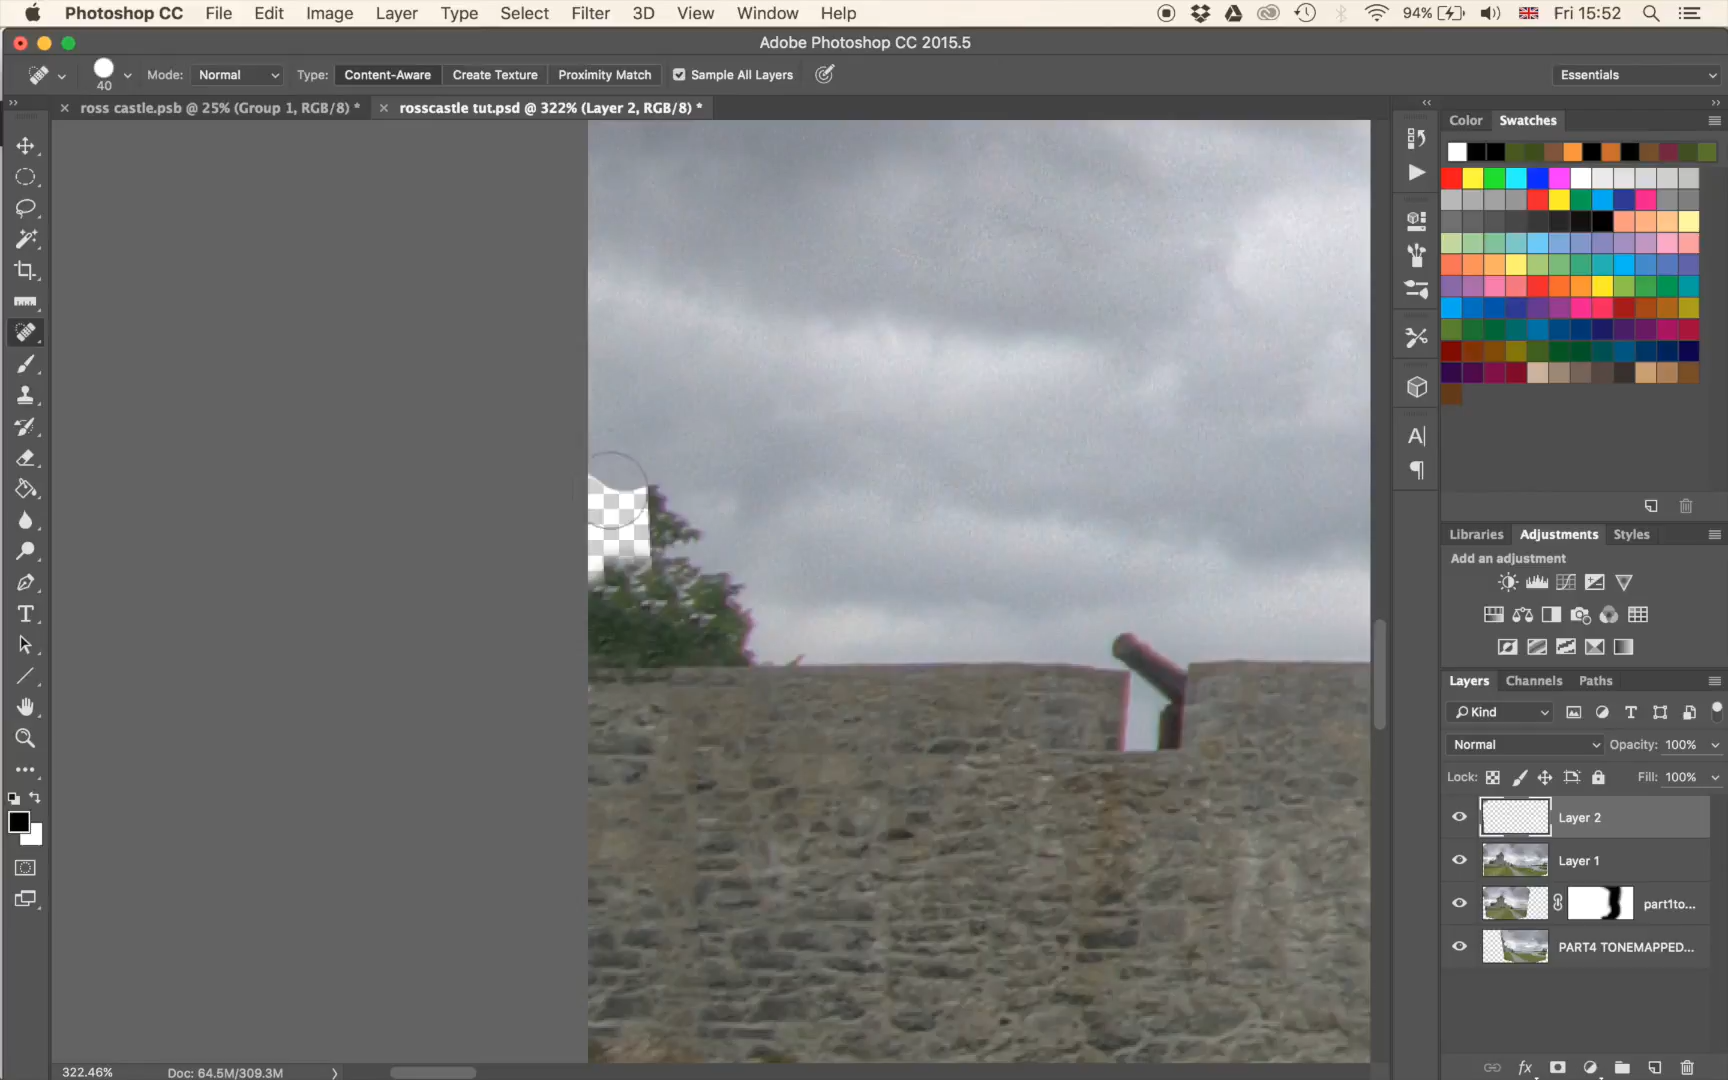 Photoshop CC File Edit Image Layer Type Select Filter 3D View Window Help 94% Fri 15:52
Adobe Photoshop CC 2015.5
40 Mode: Normal Type: Content-Aware Create Texture Proximity Match Sample All Layers Essentials
ross castle.psb @ 25% (Group 1, RGB/8) * rosscastle tut.psd @ 322% (Layer 2, RGB/8) *
Color Swatches
Libraries Adjustments Styles
Add an adjustment
Layers Channels Paths
Kind
Normal Opacity: 100%
Lock: Fill: 100%
Layer 2
Layer 1
part1to...
PART4 TONEMAPPED...
322.46% Doc: 64.5M/309.3M